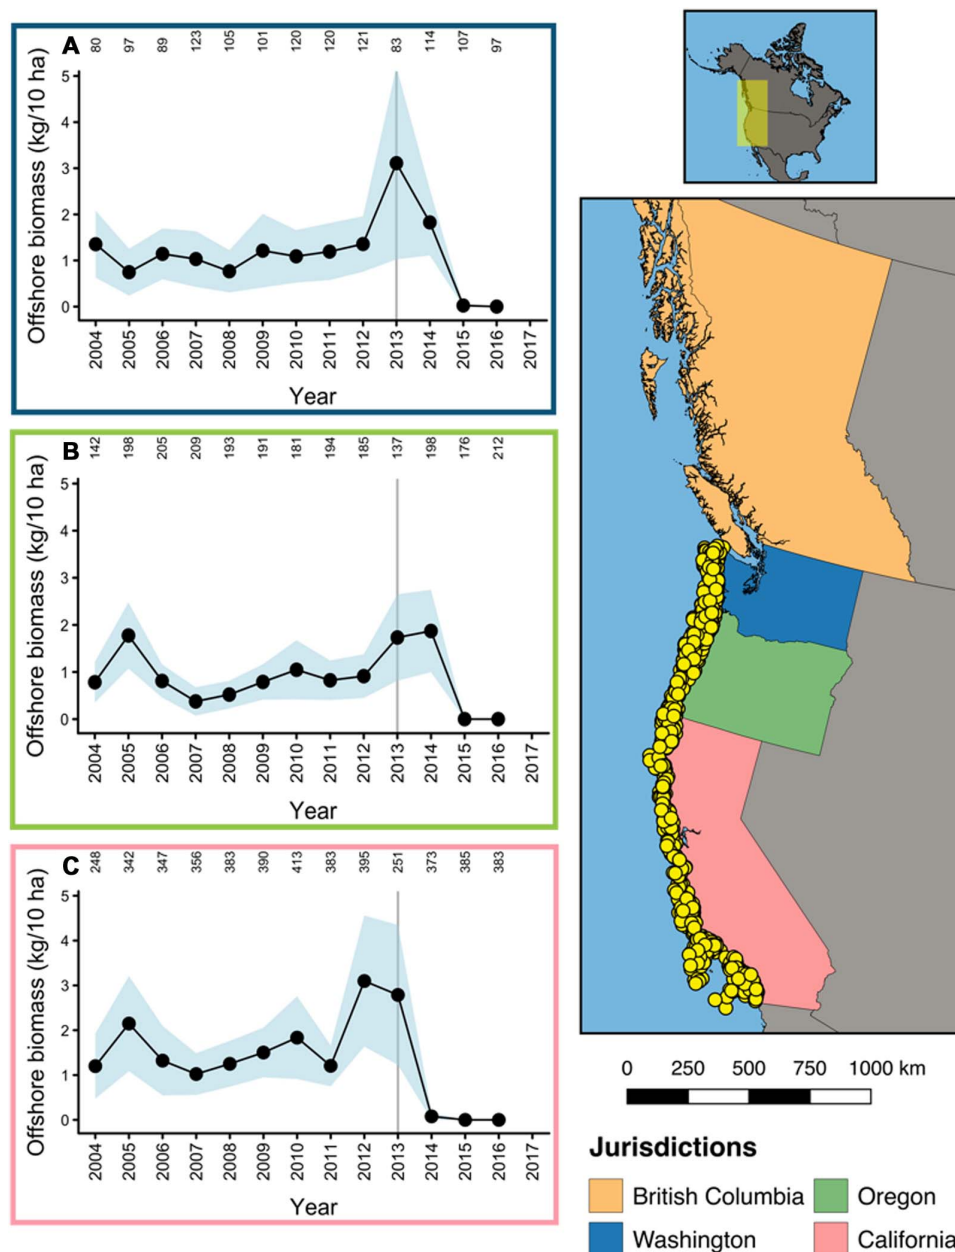 A
80 97 89 123 105 101 120 120 121 83 114 107 97
Offshore biomass (kg/10 ha)
5
4
3
2
1
0
2004 2005 2006 2007 2008 2009 2010 2011 2012 2013 2014 2015 2016 2017
Year
B
142 198 205 209 193 191 181 194 185 137 198 176 212
Offshore biomass (kg/10 ha)
5
4
3
2
1
0
2004 2005 2006 2007 2008 2009 2010 2011 2012 2013 2014 2015 2016 2017
Year
C
248 342 347 356 383 390 413 383 395 251 373 385 383
Offshore biomass (kg/10 ha)
5
4
3
2
1
0
2004 2005 2006 2007 2008 2009 2010 2011 2012 2013 2014 2015 2016 2017
Year
0 250 500 750 1000 km
Jurisdictions
British Columbia
Oregon
Washington
California